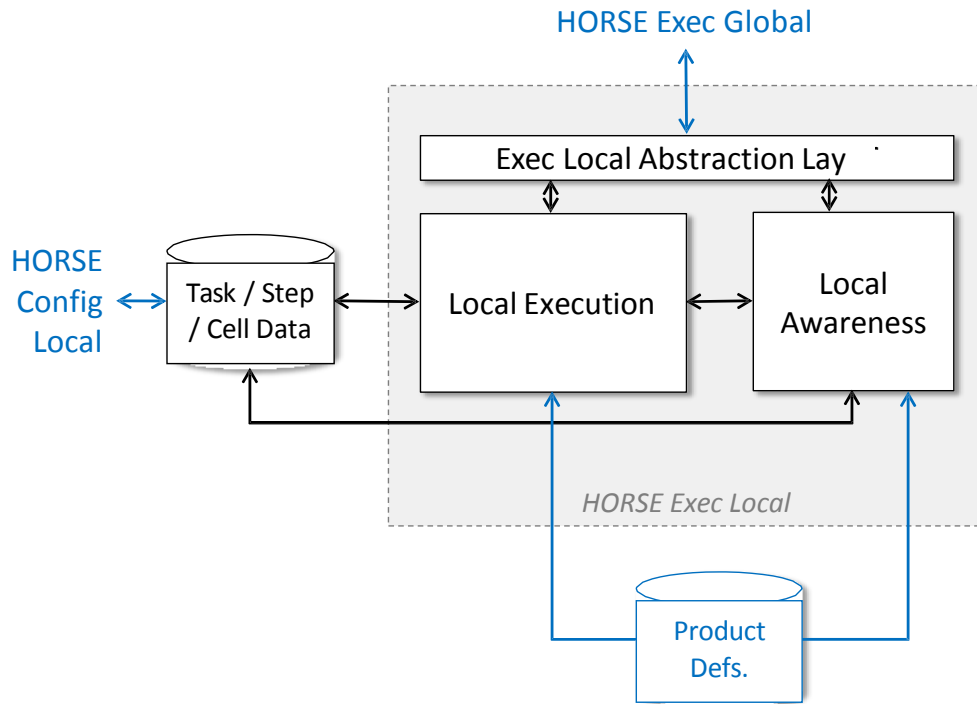 HORSE Exec Global
Exec Local Abstraction Lay
HORSE
Config
Local
Task / Step
/ Cell Data
Local Execution
Local
Awareness
HORSE Exec Local
Product
Defs.